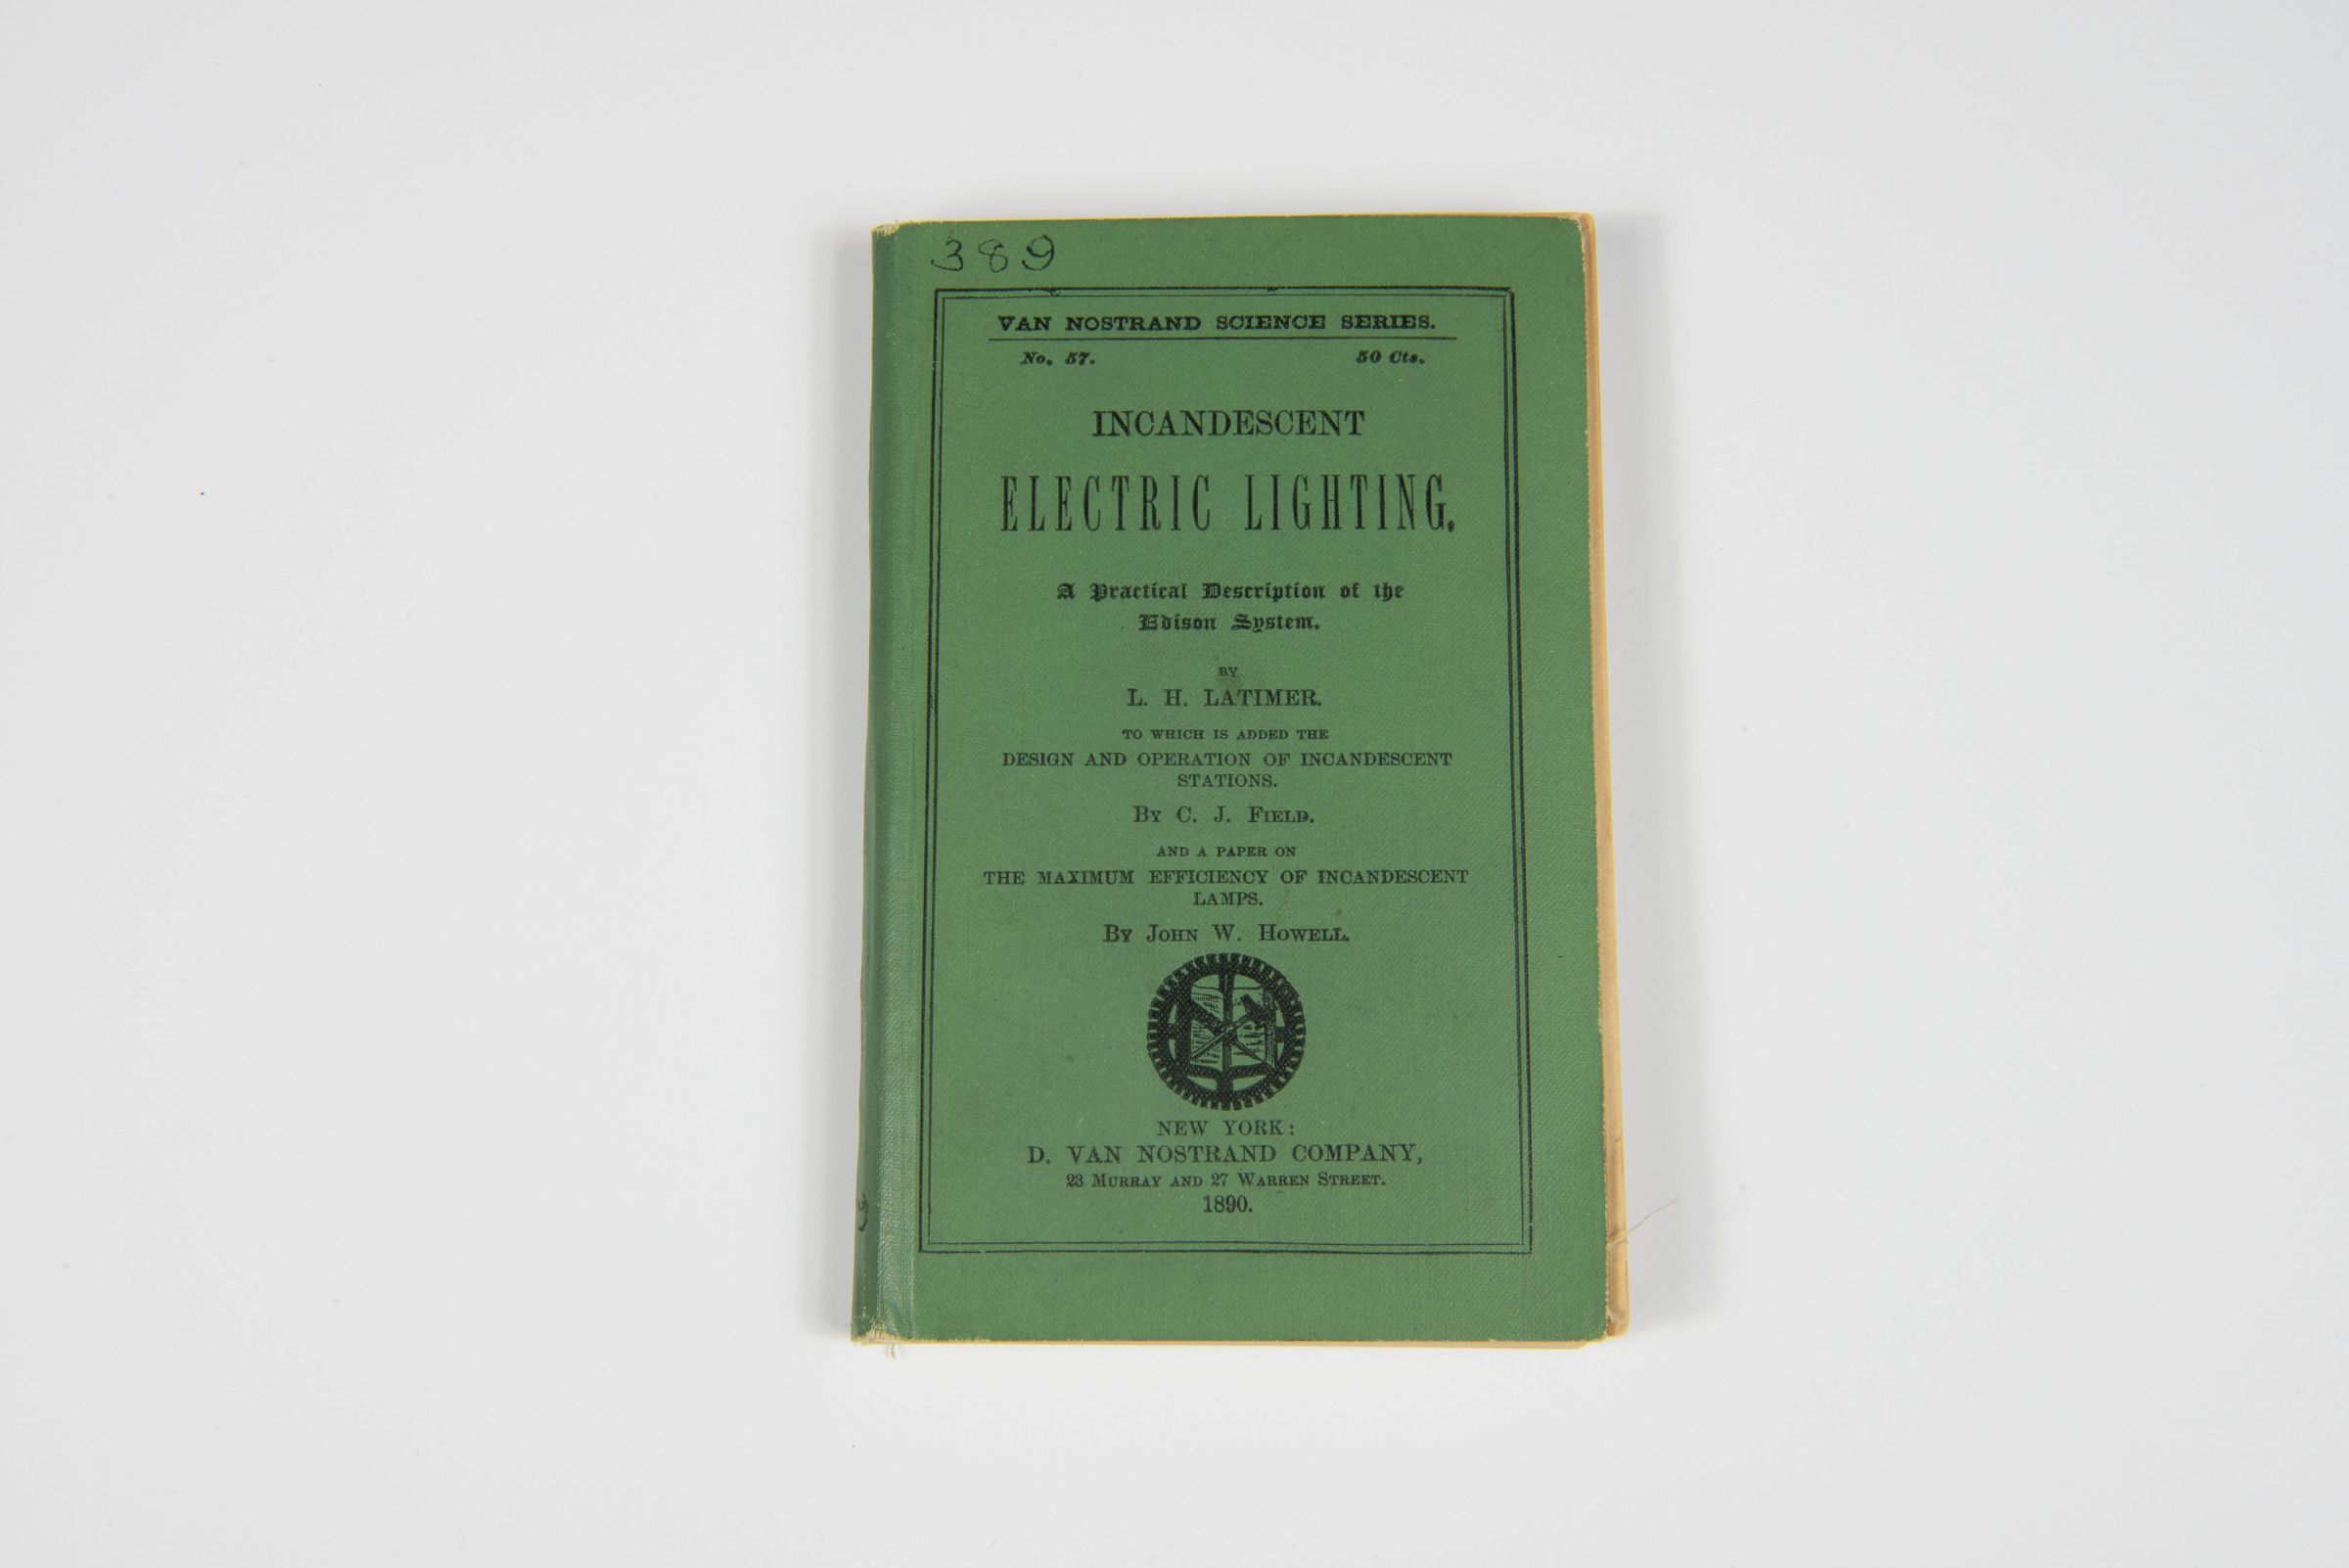 389
VAN NOSTRAND SCIENCE SERIES.
No. 57. 50 Cts.
INCANDESCENT
ELECTRIC LIGHTING.
A Practical Description of the
Edison System.
BY
L. H. LATIMER.
TO WHICH IS ADDED THE
DESIGN AND OPERATION OF INCANDESCENT
STATIONS.
By C. J. Field.
AND A PAPER ON
THE MAXIMUM EFFICIENCY OF INCANDESCENT
LAMPS.
By John W. Howell.
NEW YORK:
D. VAN NOSTRAND COMPANY,
23 Murray and 27 Warren Street.
1890.